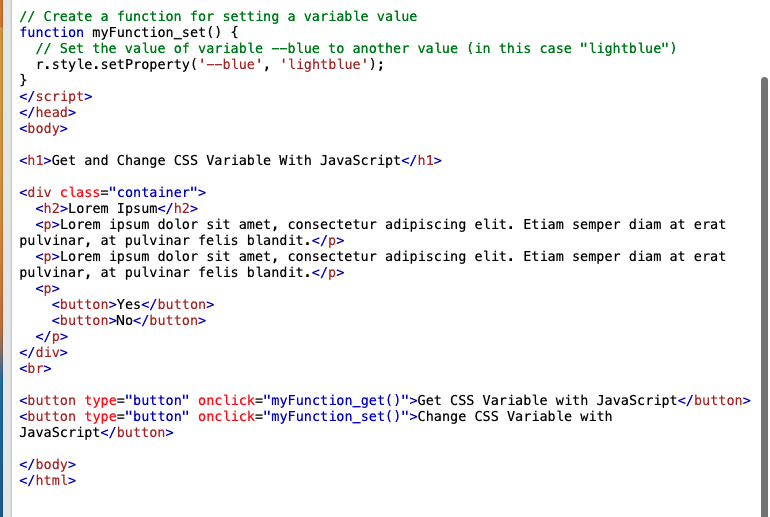 // Create a function for setting a variable value
function myFunction_set() {
  // Set the value of variable --blue to another value (in this case "lightblue")
  r.style.setProperty('--blue', 'lightblue');
}
</script>
</head>
<body>

<h1>Get and Change CSS Variable With JavaScript</h1>

<div class="container">
  <h2>Lorem Ipsum</h2>
  <p>Lorem ipsum dolor sit amet, consectetur adipiscing elit. Etiam semper diam at erat
pulvinar, at pulvinar felis blandit.</p>
  <p>Lorem ipsum dolor sit amet, consectetur adipiscing elit. Etiam semper diam at erat
pulvinar, at pulvinar felis blandit.</p>
  <p>
    <button>Yes</button>
    <button>No</button>
  </p>
</div>
<br>

<button type="button" onclick="myFunction_get()">Get CSS Variable with JavaScript</button>
<button type="button" onclick="myFunction_set()">Change CSS Variable with
JavaScript</button>

</body>
</html>